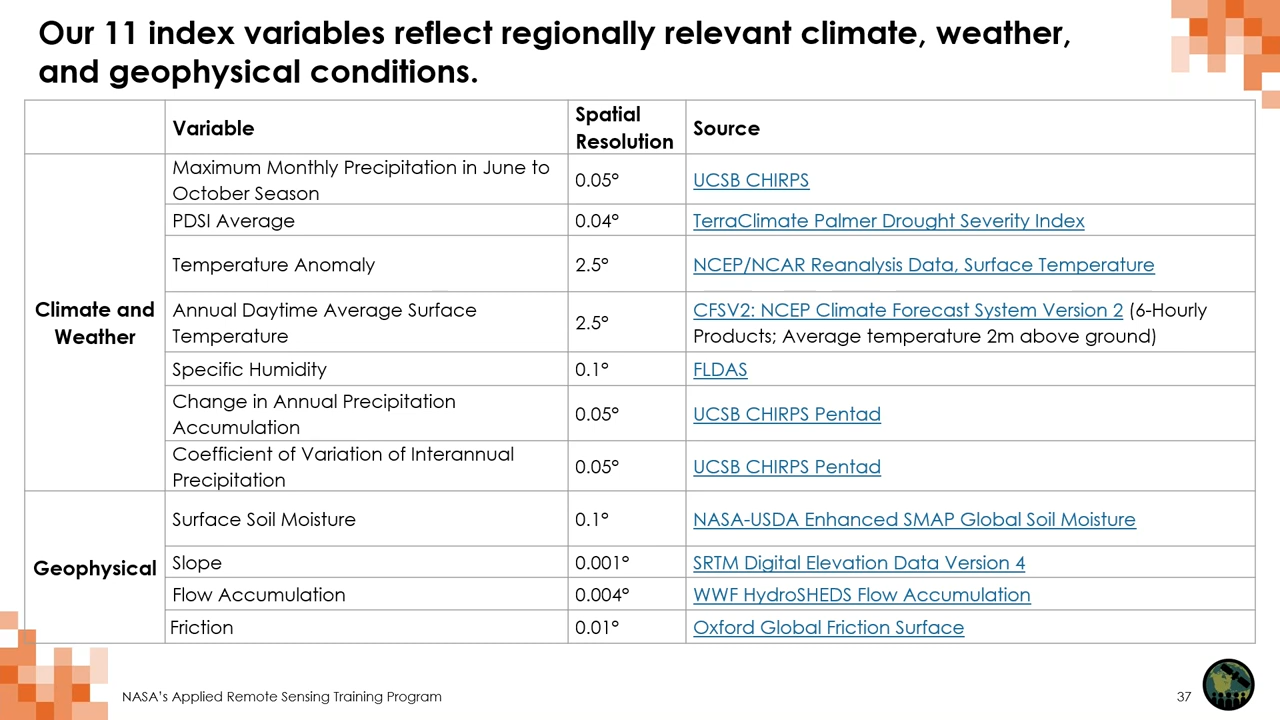 Our 11 index variables reflect regionally relevant climate, weather,
and geophysical conditions.
Variable
Spatial
Resolution
Source
Climate and
Weather
Maximum Monthly Precipitation in June to
October Season
0.05°
UCSB CHIRPS
PDSI Average
0.04°
TerraClimate Palmer Drought Severity Index
Temperature Anomaly
2.5°
NCEP/NCAR Reanalysis Data, Surface Temperature
Annual Daytime Average Surface
Temperature
2.5°
CFSV2: NCEP Climate Forecast System Version 2 (6-Hourly
Products; Average temperature 2m above ground)
Specific Humidity
0.1°
FLDAS
Change in Annual Precipitation
Accumulation
0.05°
UCSB CHIRPS Pentad
Coefficient of Variation of Interannual
Precipitation
0.05°
UCSB CHIRPS Pentad
Geophysical
Surface Soil Moisture
0.1°
NASA-USDA Enhanced SMAP Global Soil Moisture
Slope
0.001°
SRTM Digital Elevation Data Version 4
Flow Accumulation
0.004°
WWF HydroSHEDS Flow Accumulation
Friction
0.01°
Oxford Global Friction Surface
NASA's Applied Remote Sensing Training Program
37